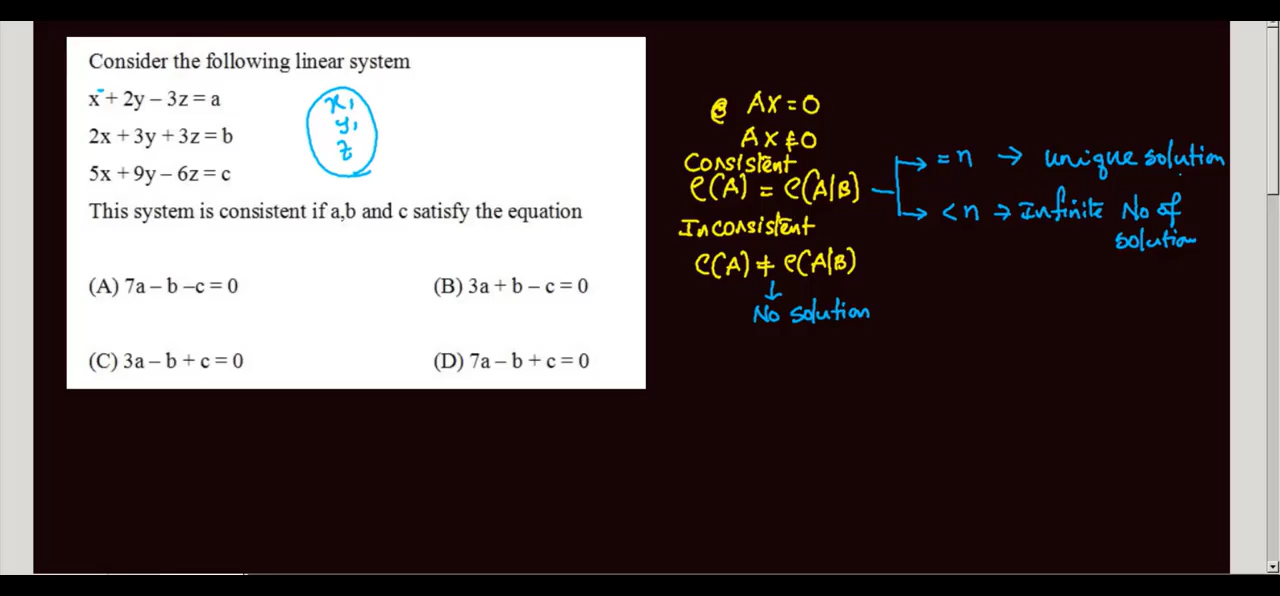 Consider the following linear system
x + 2y – 3z = a
2x + 3y + 3z = b
5x + 9y – 6z = c
This system is consistent if a,b and c satisfy the equation
(A) 7a – b –c = 0
(B) 3a + b – c = 0
(C) 3a – b + c = 0
(D) 7a – b + c = 0
x,
y,
z
AX = 0
AX ≠ 0
Consistent
ρ(A) = ρ(A|B)
= n → unique solution
< n → Infinite No of
solution
Inconsistent
ρ(A) ≠ ρ(A|B)
↓
No solution